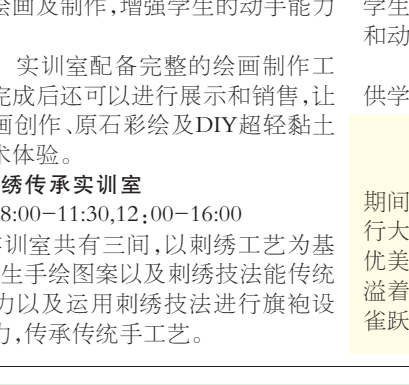 绘画及制作,增强学生的动手能力
实训室配备完整的绘画制作工
完成后还可以进行展示和销售,让
画创作、原石彩绘及DIY超轻黏土
术体验。
绣传承实训室
8:00-11:30,12:00-16:00
训室共有三间,以刺绣工艺为基
生手绘图案以及刺绣技法能传统
力以及运用刺绣技法进行旗袍设
力,传承传统手工艺。
学生
和动
供学
期间
行大
优美
溢着
雀跃